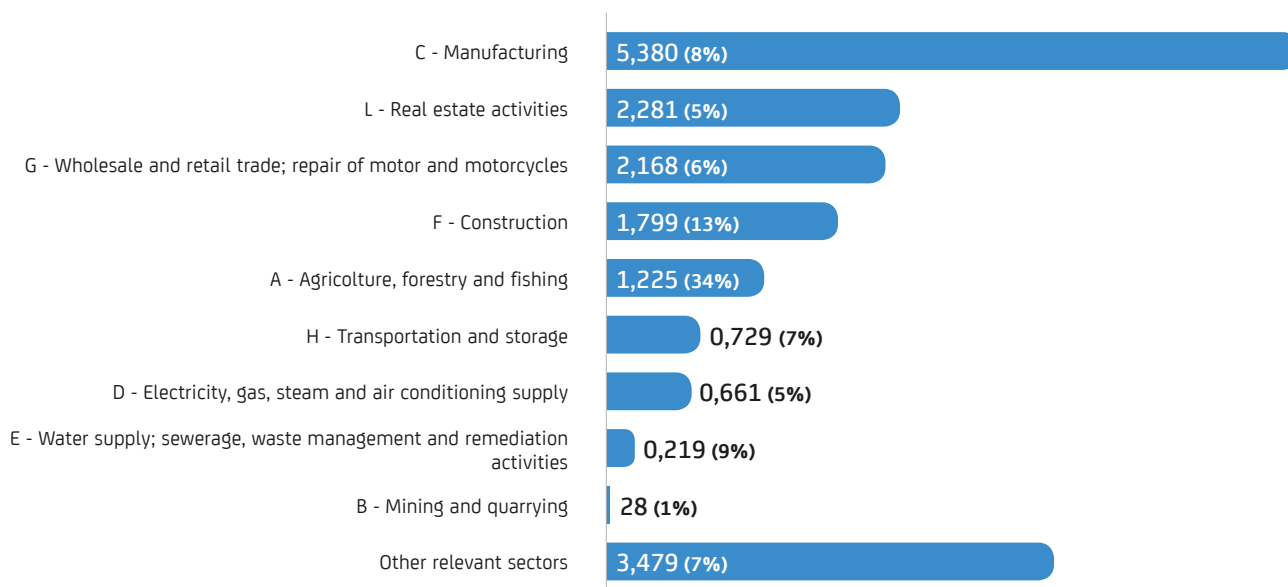 C - Manufacturing 5,380 (8%)
L - Real estate activities 2,281 (5%)
G - Wholesale and retail trade; repair of motor and motorcycles 2,168 (6%)
F - Construction 1,799 (13%)
A - Agricolture, forestry and fishing 1,225 (34%)
H - Transportation and storage 0,729 (7%)
D - Electricity, gas, steam and air conditioning supply 0,661 (5%)
E - Water supply; sewerage, waste management and remediation
activities 0,219 (9%)
B - Mining and quarrying 28 (1%)
Other relevant sectors 3,479 (7%)